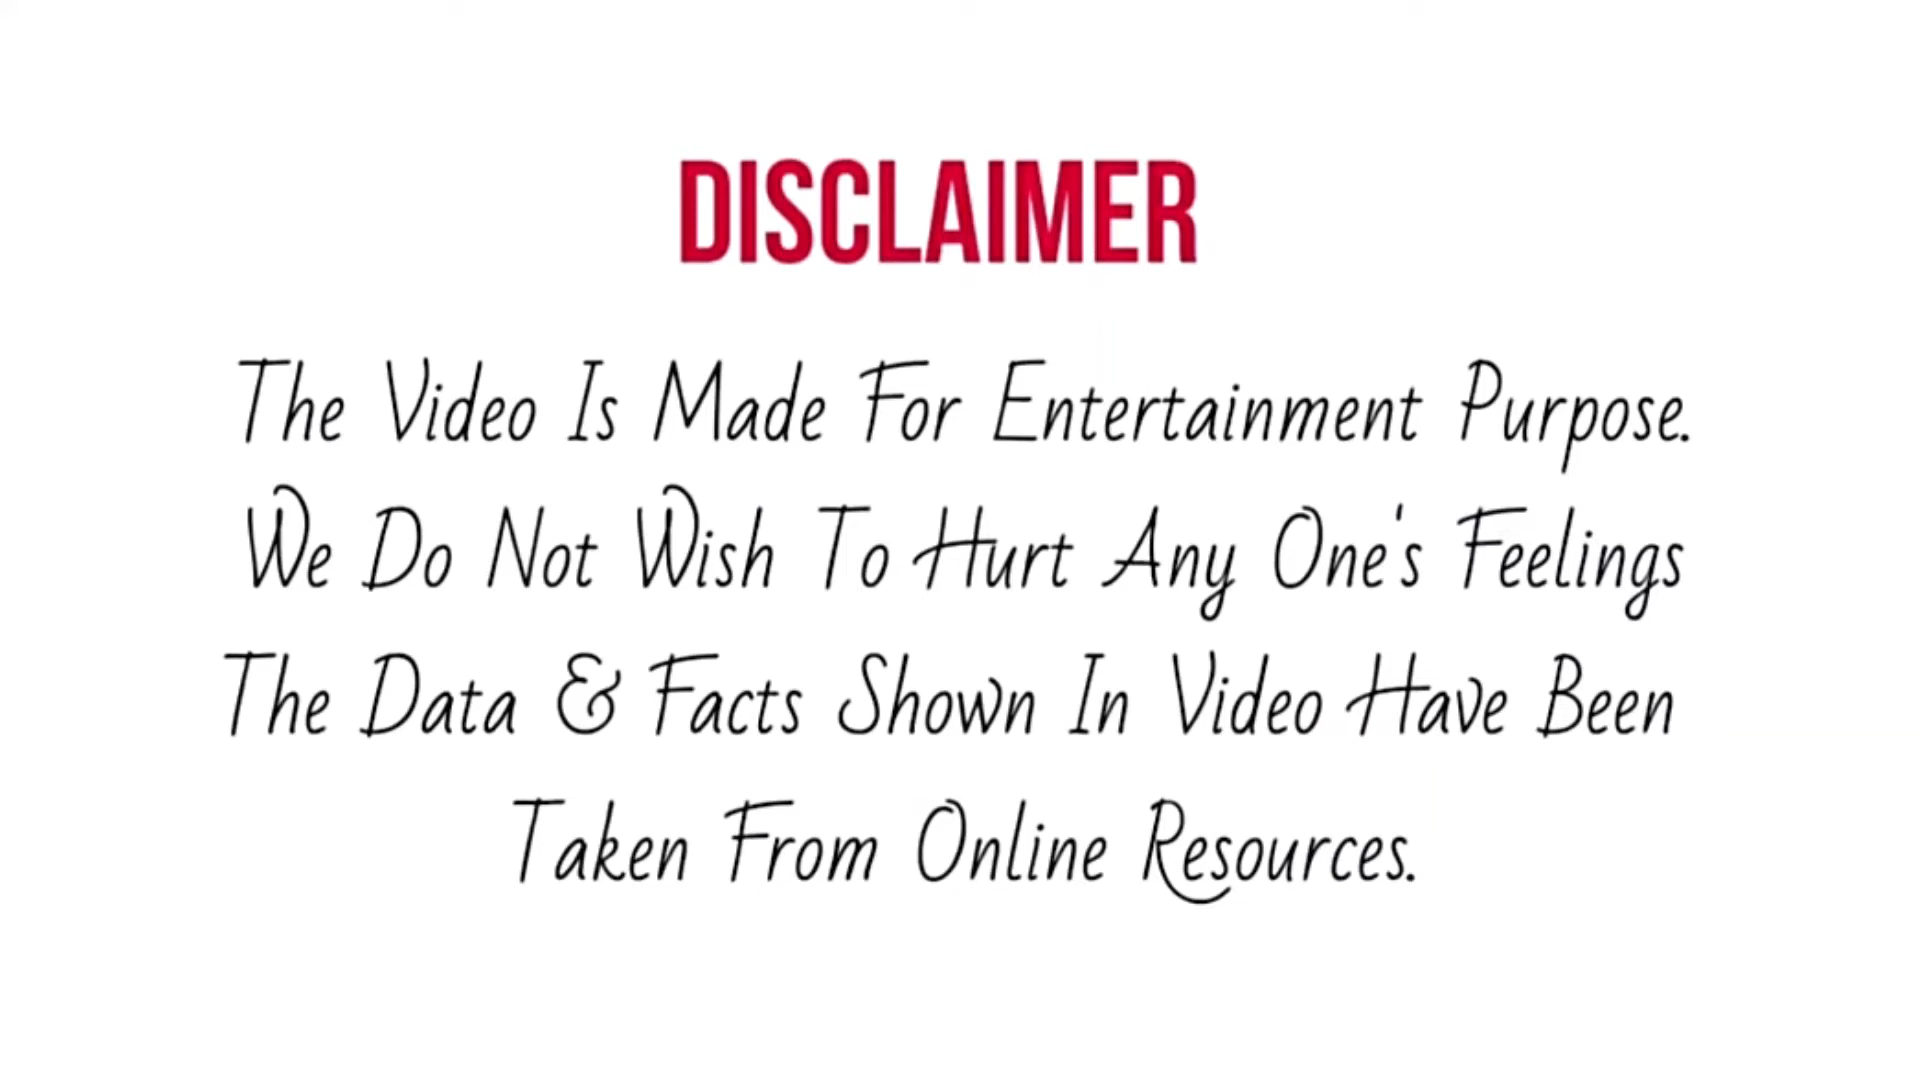 DISCLAIMER
The Video Is Made For Entertainment Purpose.
We Do Not Wish To Hurt Any One's Feelings
The Data & Facts Shown In Video Have Been
Taken From Online Resources.